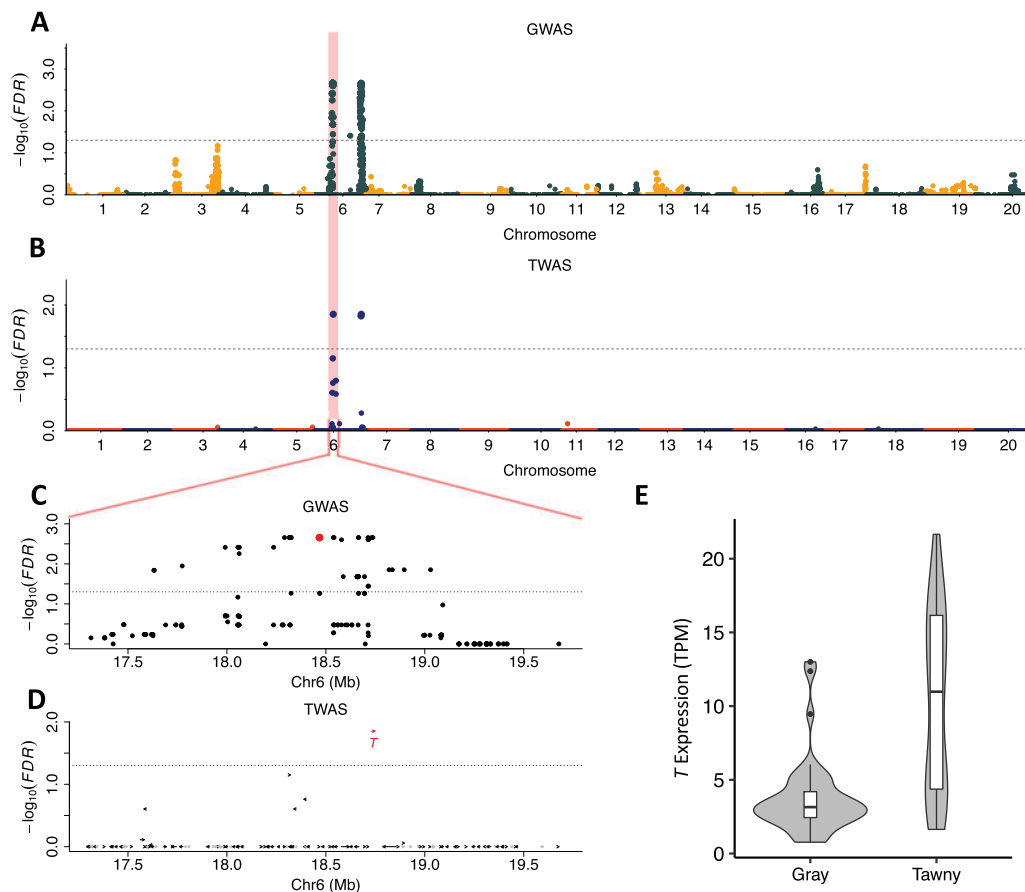 A
GWAS
−log10(FDR)
3.0
2.0
1.0
0.0
1 2 3 4 5 6 7 8 9 10 11 12 13 14 15 16 17 18 19 20
Chromosome
B
TWAS
−log10(FDR)
2.0
1.0
0.0
1 2 3 4 5 6 7 8 9 10 11 12 13 14 15 16 17 18 19 20
Chromosome
C
GWAS
−log10(FDR)
3.0
2.0
1.0
0.0
17.5 18.0 18.5 19.0 19.5
Chr6 (Mb)
D
TWAS
−log10(FDR)
2.0
1.0
0.0
T
17.5 18.0 18.5 19.0 19.5
Chr6 (Mb)
E
T Expression (TPM)
20
15
10
5
0
Gray Tawny